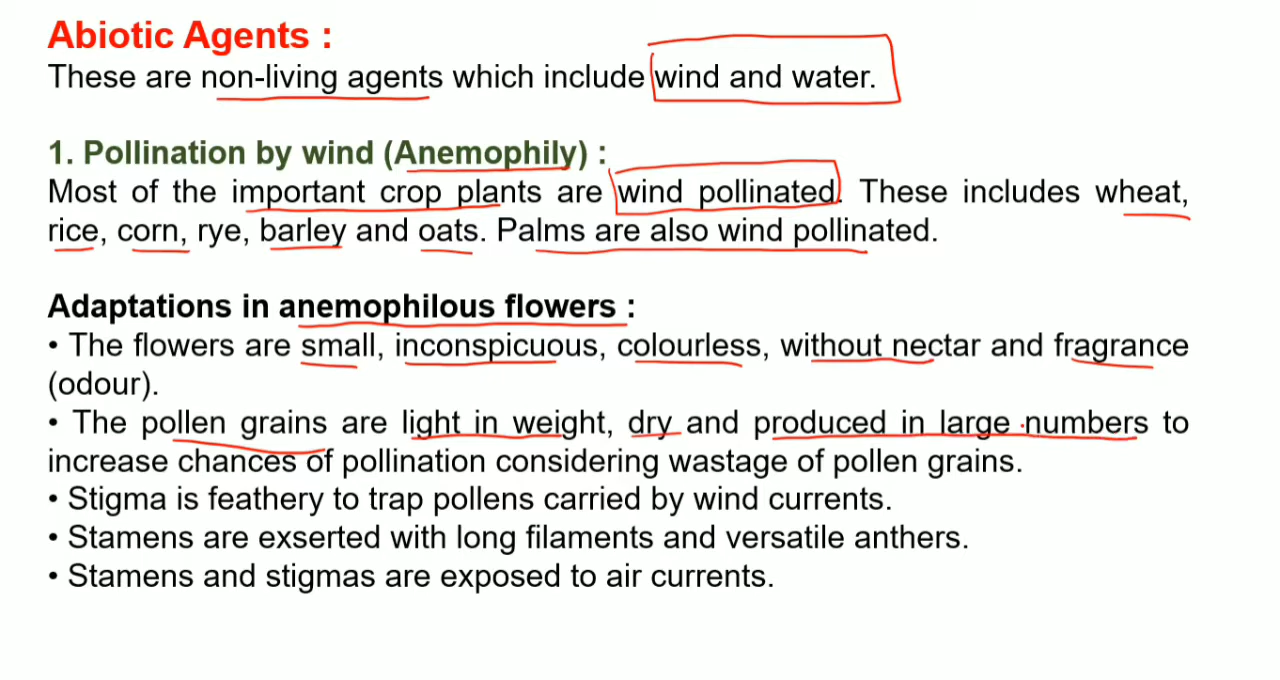 Abiotic Agents :
These are non-living agents which include wind and water.
1. Pollination by wind (Anemophily) :
Most of the important crop plants are wind pollinated. These includes wheat,
rice, corn, rye, barley and oats. Palms are also wind pollinated.
Adaptations in anemophilous flowers :
• The flowers are small, inconspicuous, colourless, without nectar and fragrance
(odour).
• The pollen grains are light in weight, dry and produced in large numbers to
increase chances of pollination considering wastage of pollen grains.
• Stigma is feathery to trap pollens carried by wind currents.
• Stamens are exserted with long filaments and versatile anthers.
• Stamens and stigmas are exposed to air currents.